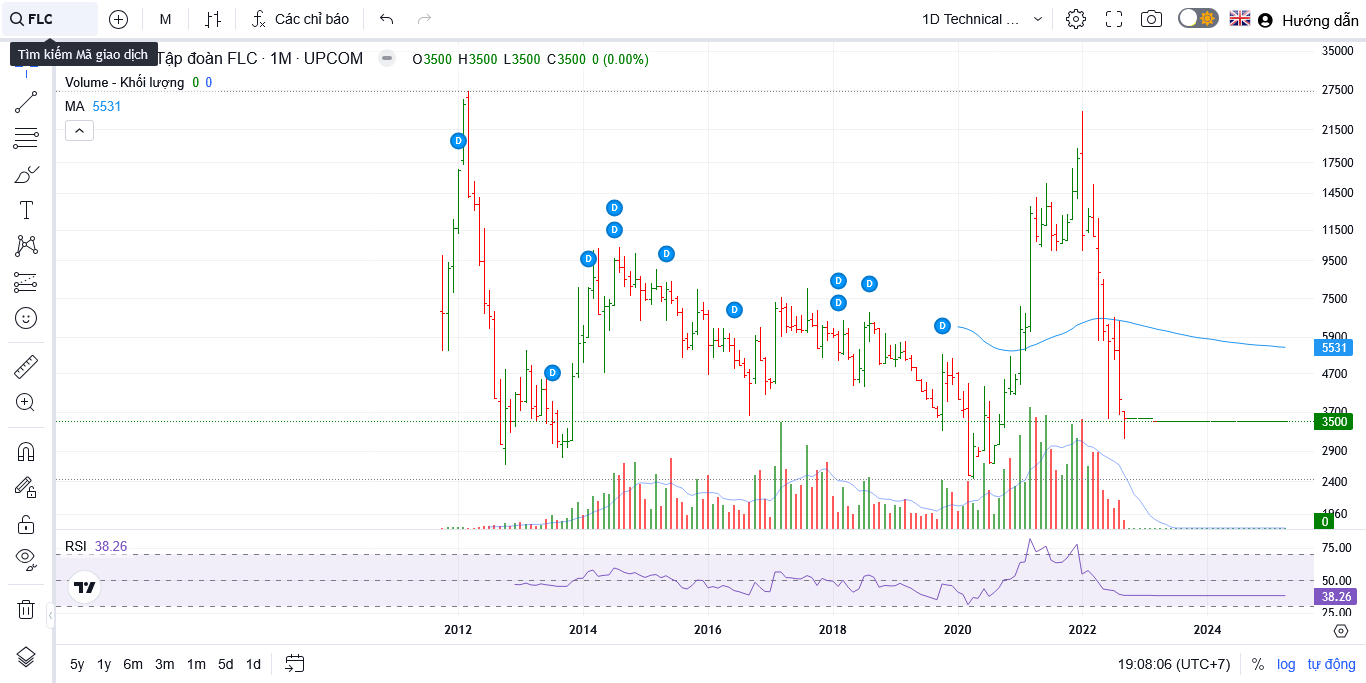 FLC
M
Các chỉ báo
1D Technical ...
Hướng dẫn
Tìm kiếm Mã giao dịch
Tập đoàn FLC · 1M · UPCOM
O3500 H3500 L3500 C3500 0 (0.00%)
Volume - Khối lượng 0 0
MA 5531
35000
27500
21500
17500
14500
11500
9500
7500
5900
5531
4700
3700
3500
2900
2400
0
D
D
D
D
D
D
D
D
D
D
D
RSI 38.26
75.00
50.00
38.26
25.00
2012 2014 2016 2018 2020 2022 2024
5y 1y 6m 3m 1m 5d 1d
19:08:06 (UTC+7)
% log tự động